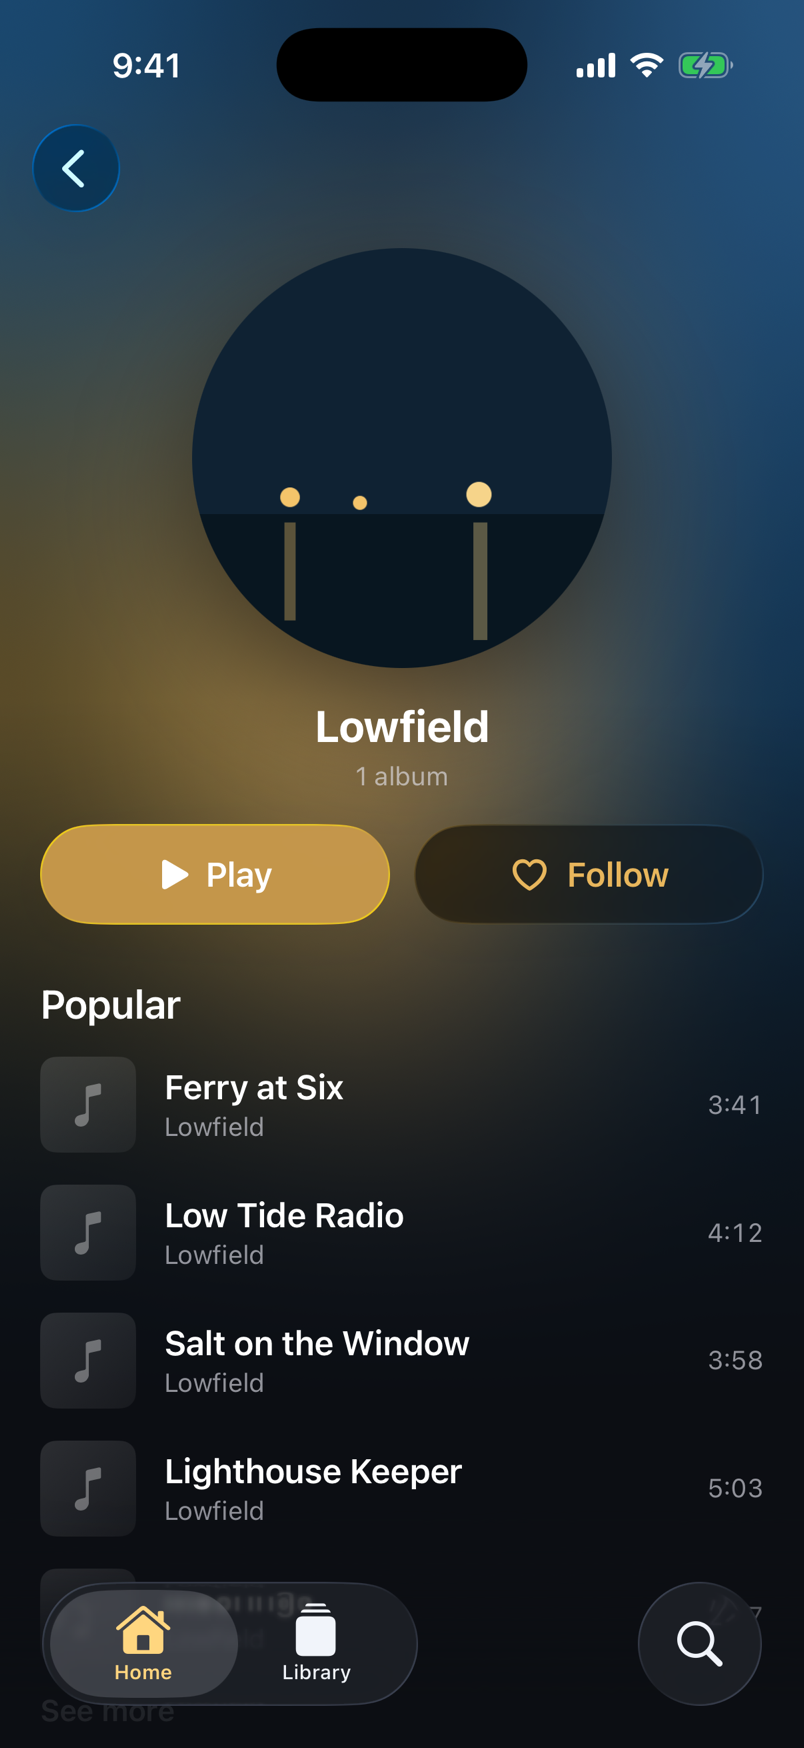 9:41
Lowfield
1 album
Play
Follow
Popular
Ferry at Six
Lowfield
3:41
Low Tide Radio
Lowfield
4:12
Salt on the Window
Lowfield
3:58
Lighthouse Keeper
Lowfield
5:03
Home
Library
See more